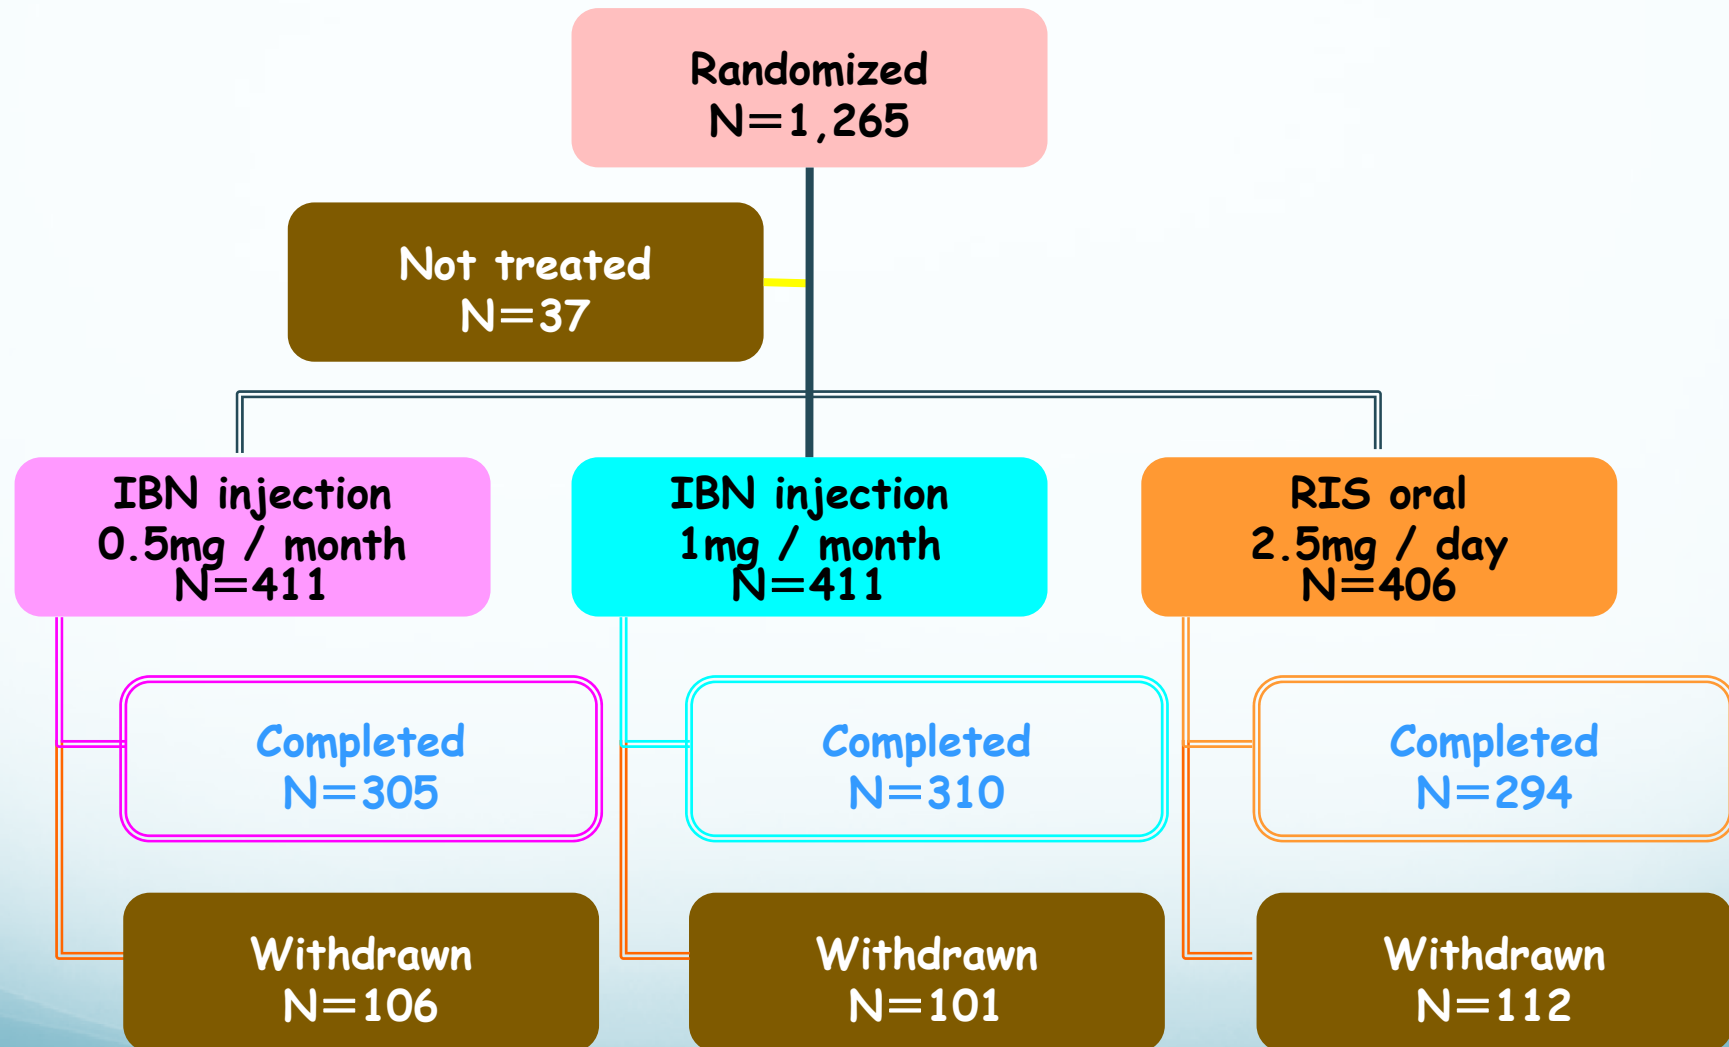 Randomized
N=1,265
Not treated
N=37
IBN injection
0.5mg / month
N=411
IBN injection
1mg / month
N=411
RIS oral
2.5mg / day
N=406
Completed
N=305
Completed
N=310
Completed
N=294
Withdrawn
N=106
Withdrawn
N=101
Withdrawn
N=112